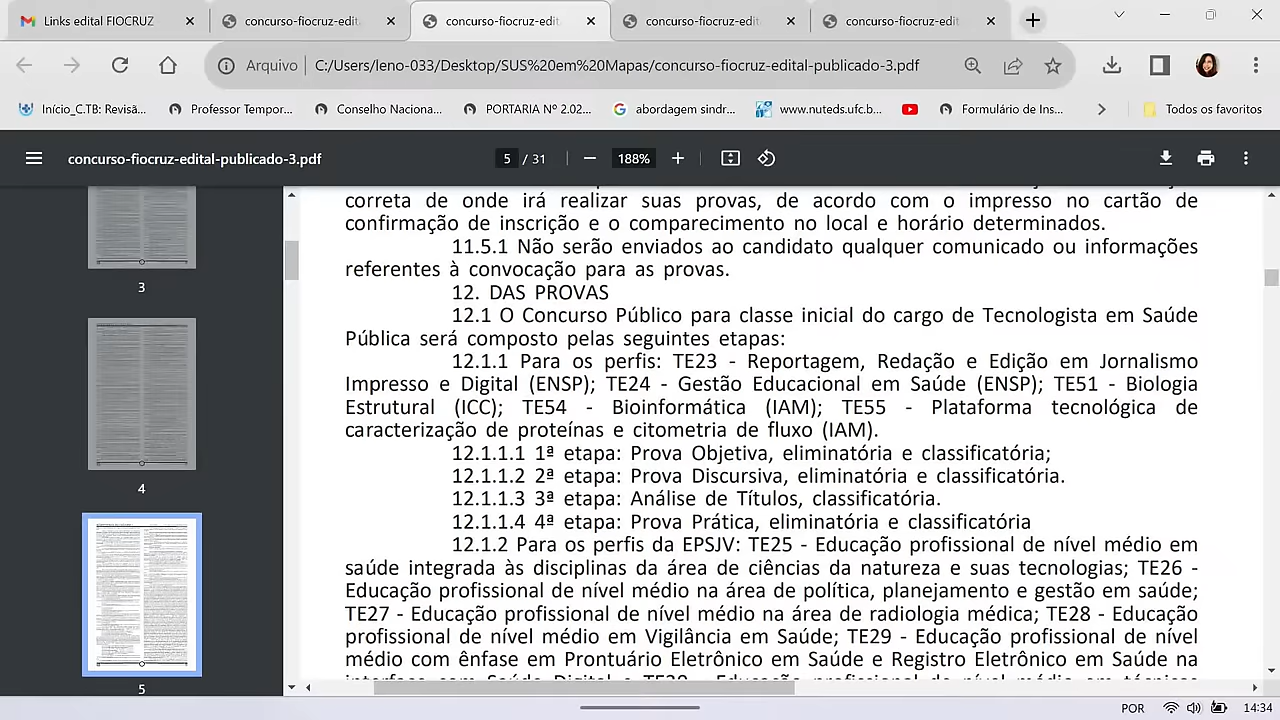 Links edital FIOCRUZ
concurso-fiocruz-edit
concurso-fiocruz-edit
concurso-fiocruz-edit
concurso-fiocruz-edit
Arquivo
C:/Users/leno-033/Desktop/SUS%20em%20Mapas/concurso-fiocruz-edital-publicado-3.pdf
Início_C.TB: Revisã...
Professor Tempor...
Conselho Naciona...
PORTARIA Nº 2.02...
abordagem sindr...
www.nuteds.ufc.b...
Formulário de Ins...
Todos os favoritos
concurso-fiocruz-edital-publicado-3.pdf
5 / 31
188%
3
4
5
correta de onde irá realizar suas provas, de acordo com o impresso no cartão de
confirmação de inscrição e o comparecimento no local e horário determinados.
11.5.1 Não serão enviados ao candidato qualquer comunicado ou informações
referentes à convocação para as provas.
12. DAS PROVAS
12.1 O Concurso Público para classe inicial do cargo de Tecnologista em Saúde
Pública será composto pelas seguintes etapas:
12.1.1 Para os perfis: TE23 - Reportagem, Redação e Edição em Jornalismo
Impresso e Digital (ENSP); TE24 - Gestão Educacional em Saúde (ENSP); TE51 - Biologia
Estrutural (ICC); TE54 - Bioinformática (IAM); TE55 - Plataforma tecnológica de
caracterização de proteínas e citometria de fluxo (IAM).
12.1.1.1 1ª etapa: Prova Objetiva, eliminatória e classificatória;
12.1.1.2 2ª etapa: Prova Discursiva, eliminatória e classificatória.
12.1.1.3 3ª etapa: Análise de Títulos, classificatória.
12.1.1.4 4ª etapa: Prova Prática, eliminatória e classificatória
12.1.2 Para os perfis da EPSJV: TE25 - Educação profissional de nível médio em
saúde integrada às disciplinas da área de ciências da natureza e suas tecnologias; TE26 -
Educação profissional de nível médio na área de política, planejamento e gestão em saúde;
TE27 - Educação profissional de nível médio na área de radiologia médica; TE28 - Educação
profissional de nível médio em Vigilância em Saúde; TE29 - Educação profissional de nível
médio com ênfase em Prontuário Eletrônico em Saúde e Registro Eletrônico em Saúde na
POR
14:34